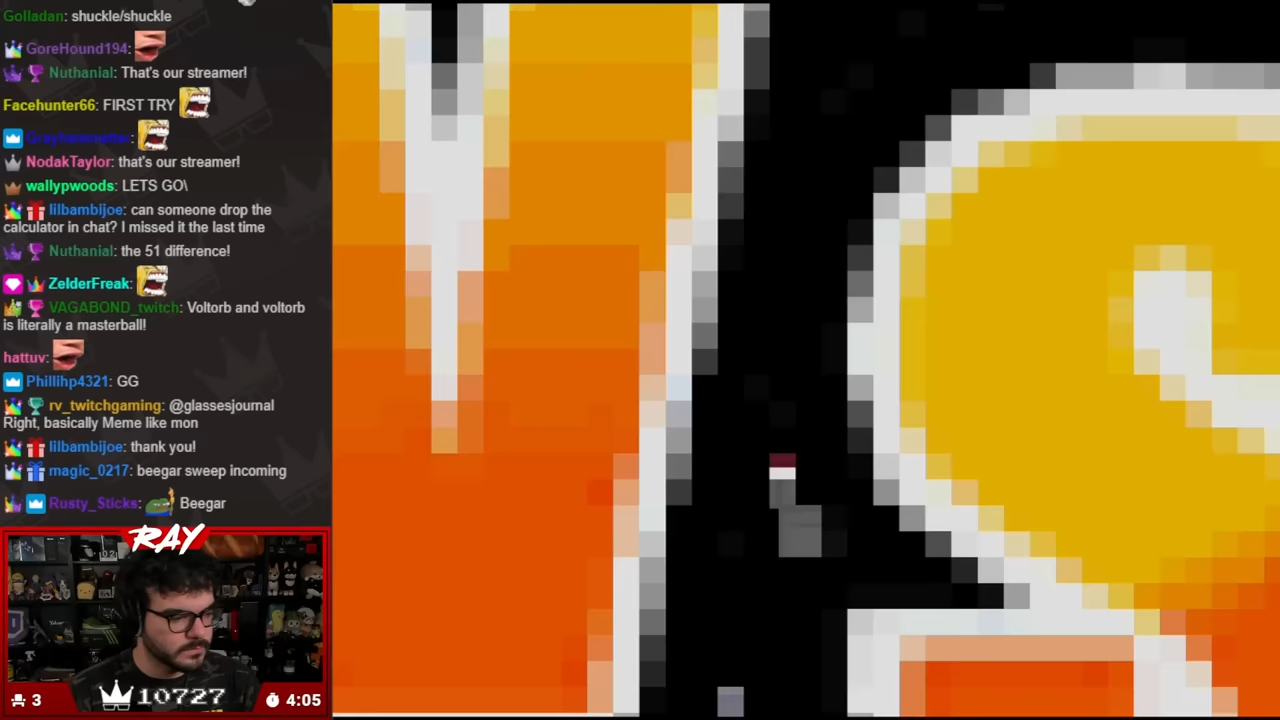 Golladan: shuckle/shuckle
GoreHound194:
Nuthanial: That's our streamer!
Facehunter66: FIRST TRY
NodakTaylor: that's our streamer!
wallypwoods: LETS GO\
lilbambijoe: can someone drop the
calculator in chat? I missed it the last time
Nuthanial: the 51 difference!
ZelderFreak:
VAGABOND_twitch: Voltorb and voltorb
is literally a masterball!
hattuv:
Phillihp4321: GG
rv_twitchgaming: @glassesjournal
Right, basically Meme like mon
lilbambijoe: thank you!
magic_0217: beegar sweep incoming
Rusty_Sticks: Beegar
RAY
3
10727
4:05